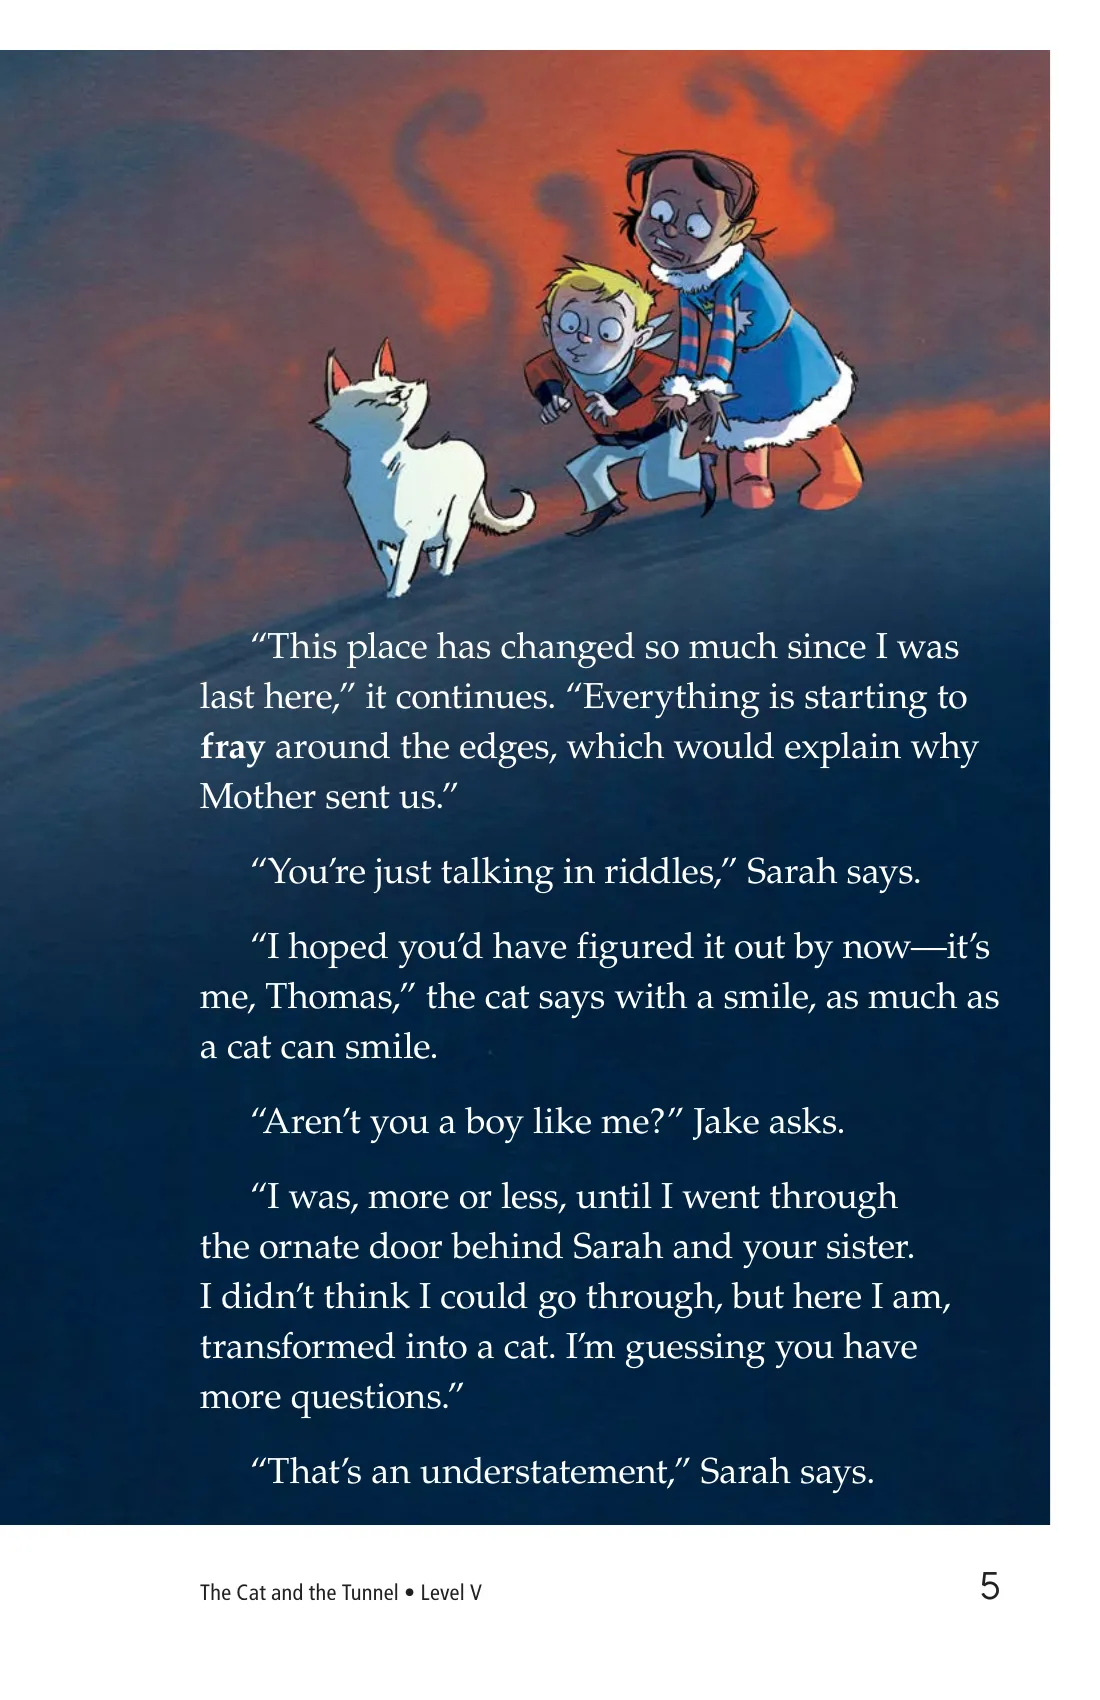 “This place has changed so much since I was
last here,” it continues. “Everything is starting to
fray around the edges, which would explain why
Mother sent us.”
“You’re just talking in riddles,” Sarah says.
“I hoped you’d have figured it out by now—it’s
me, Thomas,” the cat says with a smile, as much as
a cat can smile.
“Aren’t you a boy like me?” Jake asks.
“I was, more or less, until I went through
the ornate door behind Sarah and your sister.
I didn’t think I could go through, but here I am,
transformed into a cat. I’m guessing you have
more questions.”
“That’s an understatement,” Sarah says.
The Cat and the Tunnel • Level V
5